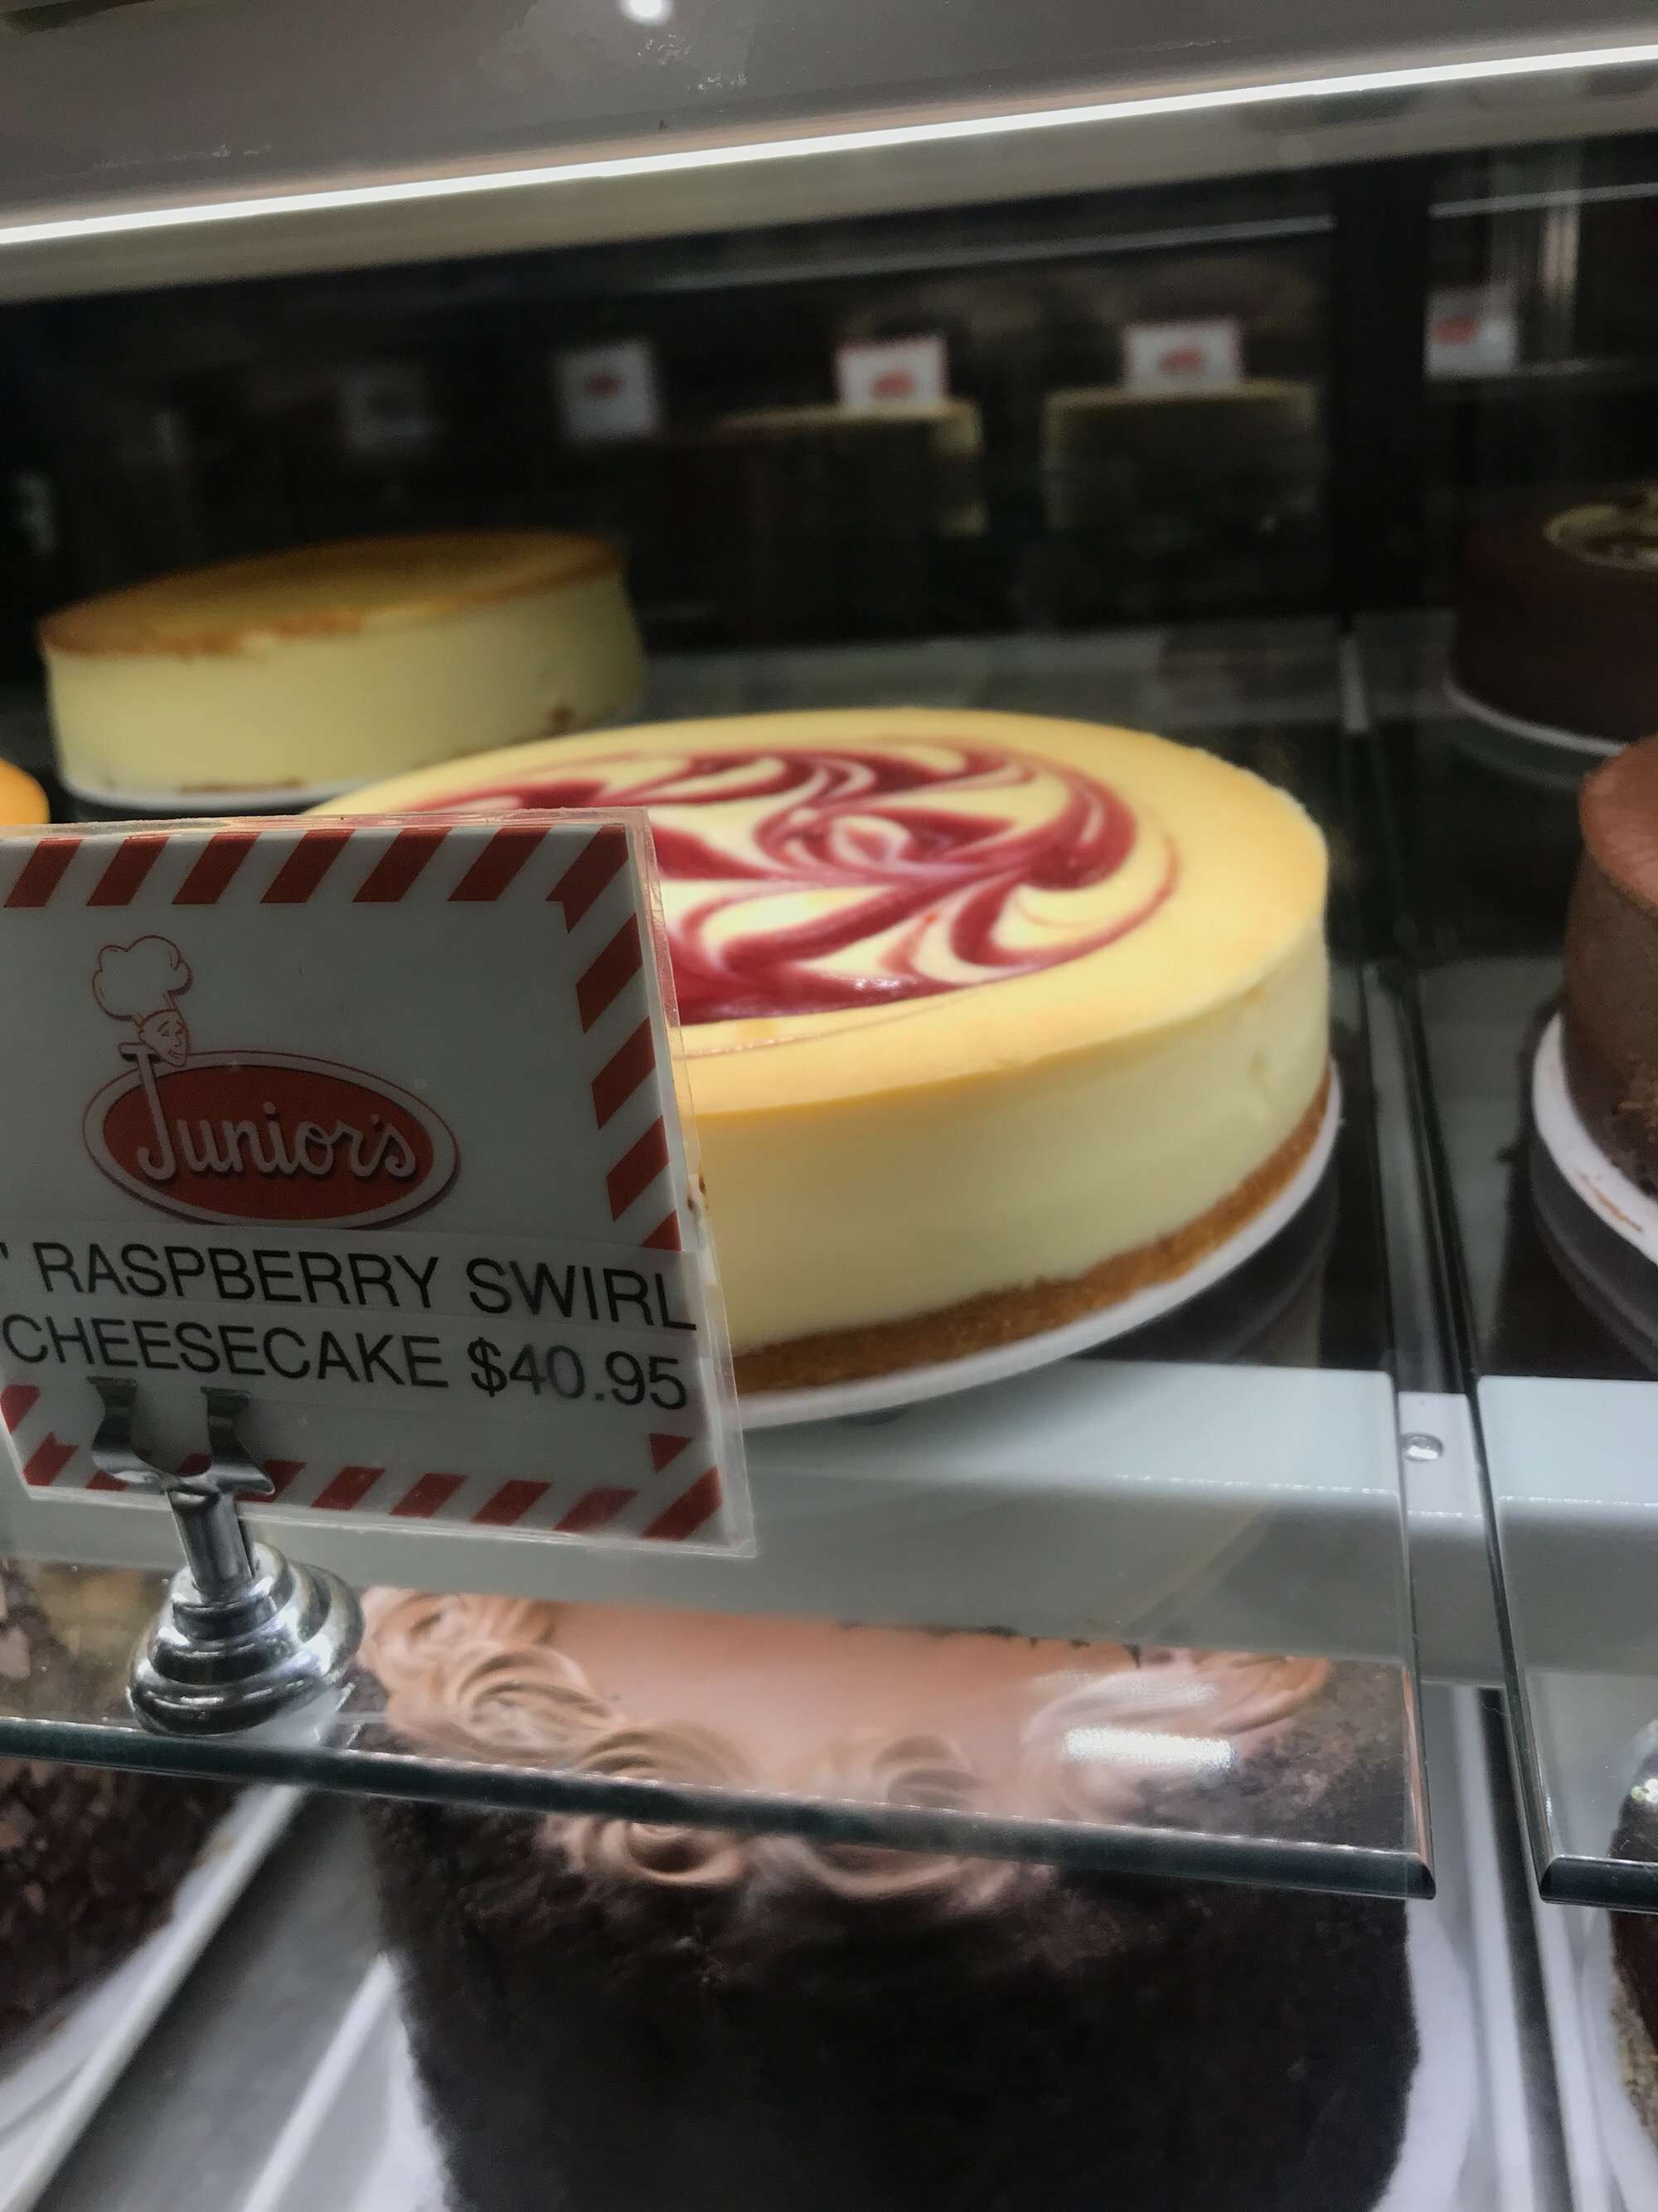 Junior's
" RASPBERRY SWIRL
CHEESECAKE $40.95